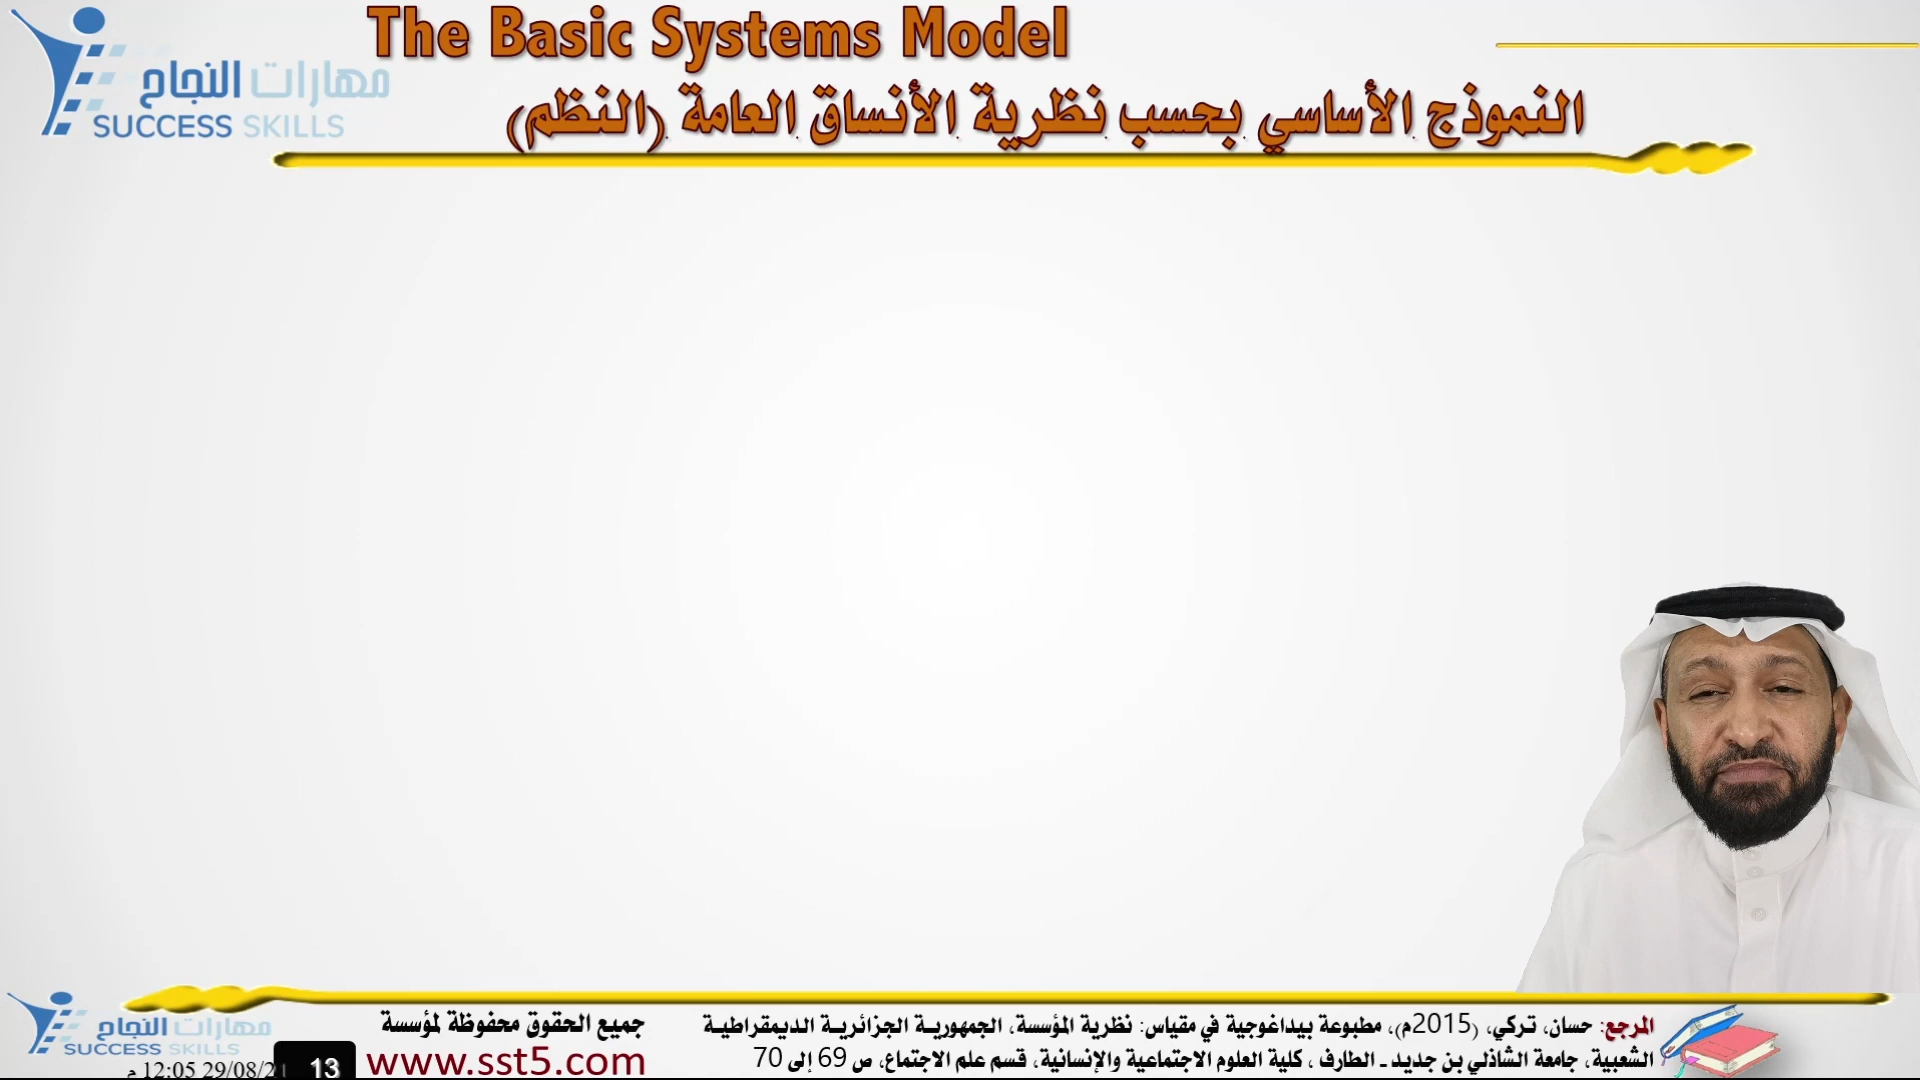 The Basic Systems Model
النموذج الأساسي بحسب نظرية الأنساق العامة (النظم)
مهارات النجاح
SUCCESS SKILLS
المرجع: حسان، تركي، (2015م)، مطبوعة بيداغوجية في مقياس: نظرية المؤسسة، الجمهورية الجزائرية الديمقراطية
الشعبية، جامعة الشاذلي بن جديد ـ الطارف ، كلية العلوم الاجتماعية والإنسانية، قسم علم الاجتماع، ص 69 إلى 70
جميع الحقوق محفوظة لمؤسسة
www.sst5.com
13
مهارات النجاح
SUCCESS SKILLS
12:05 م